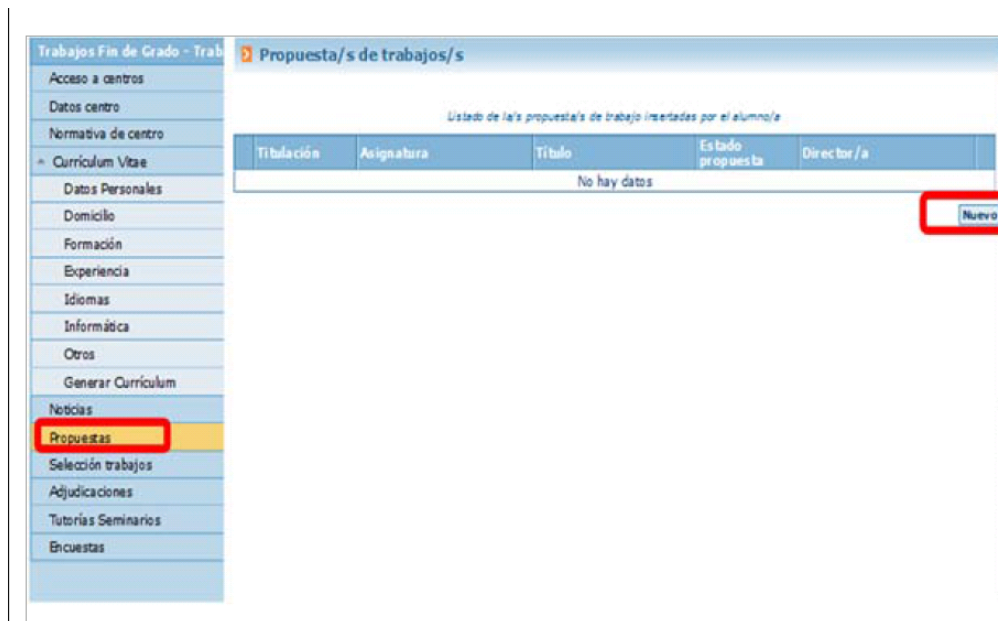 Trabajos Fin de Grado - Trab
Acceso a centros
Datos centro
Normativa de centro
Currículum Vitae
Datos Personales
Domicilio
Formación
Experiencia
Idiomas
Informática
Otros
Generar Currículum
Noticias
Propuestas
Selección trabajos
Adjudicaciones
Tutorías Seminarios
Encuestas
Propuesta/s de trabajos/s
Listado de la/s propuesta/s de trabajo insertadas por el alumno/a
Titulación Asignatura Título Estado propuesta Director/a
No hay datos
Nuevo